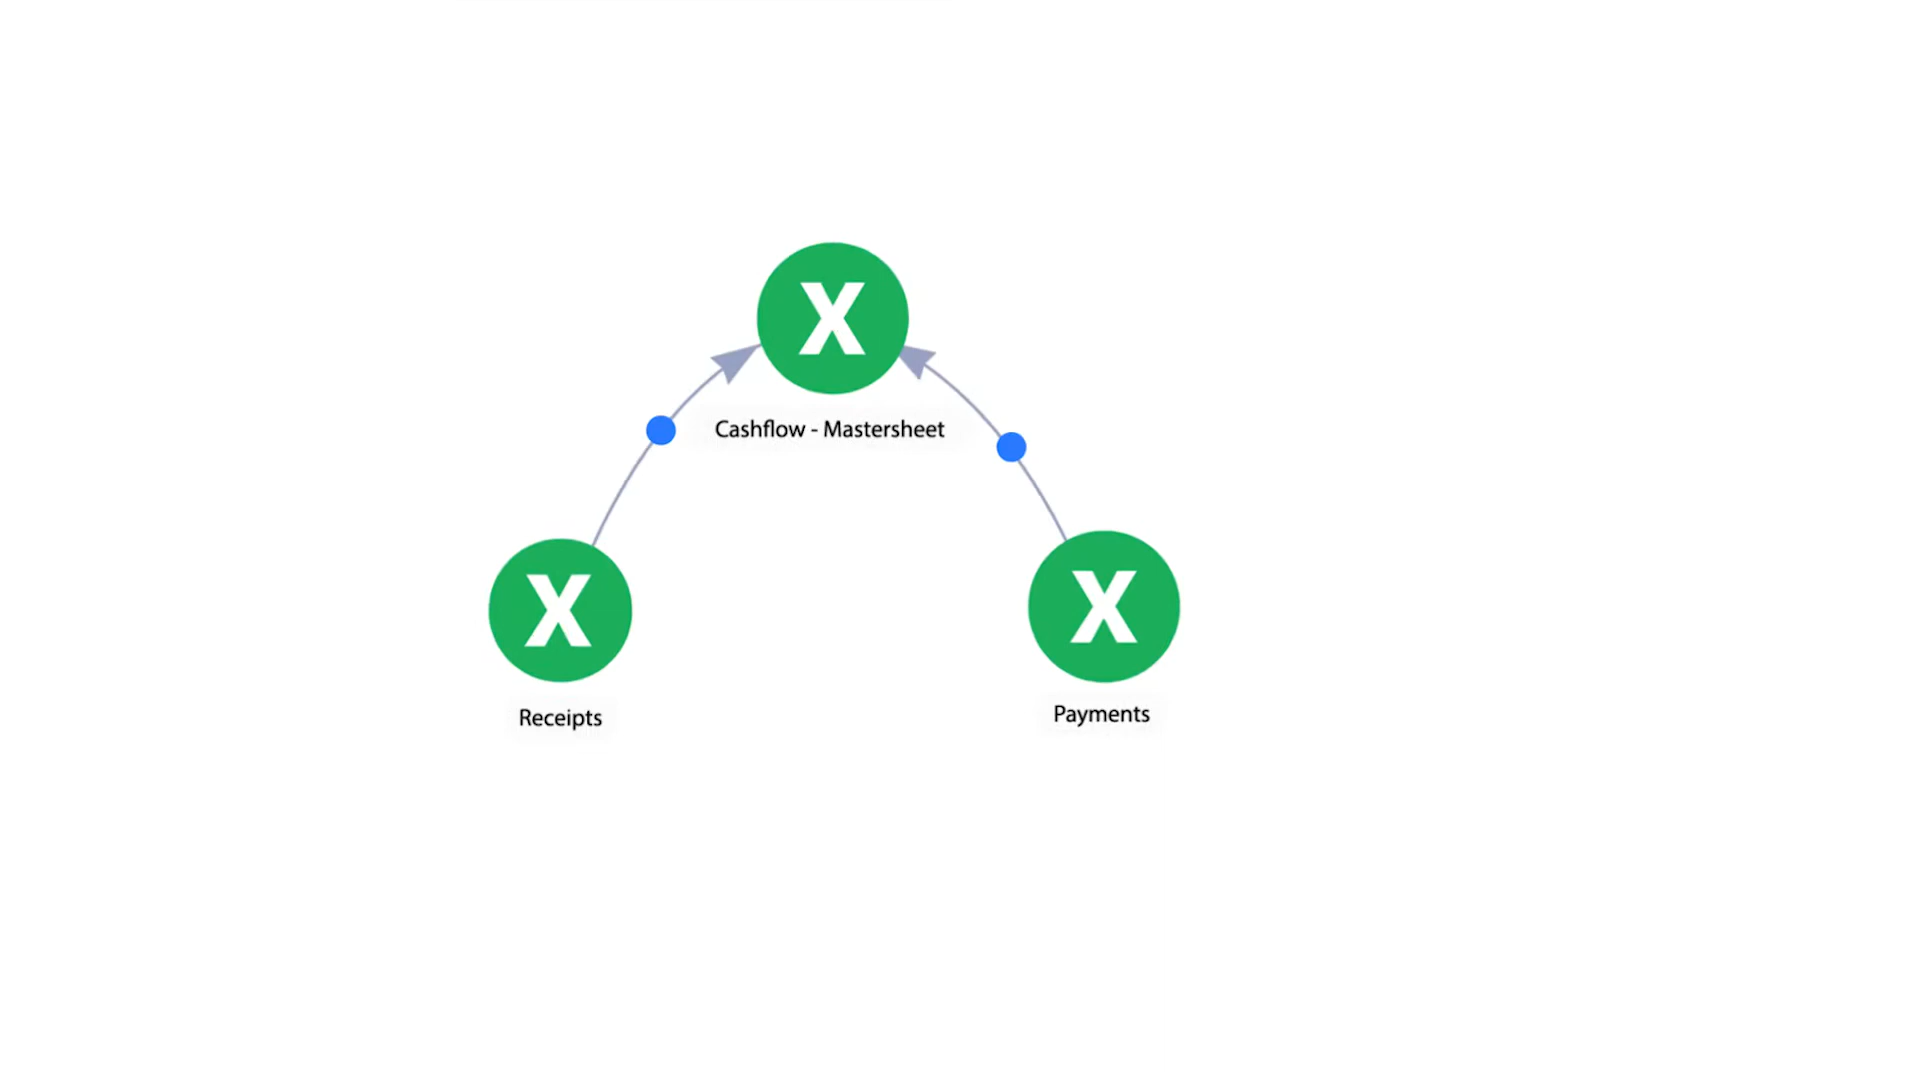 X
Cashflow - Mastersheet
X
X
Receipts
Payments